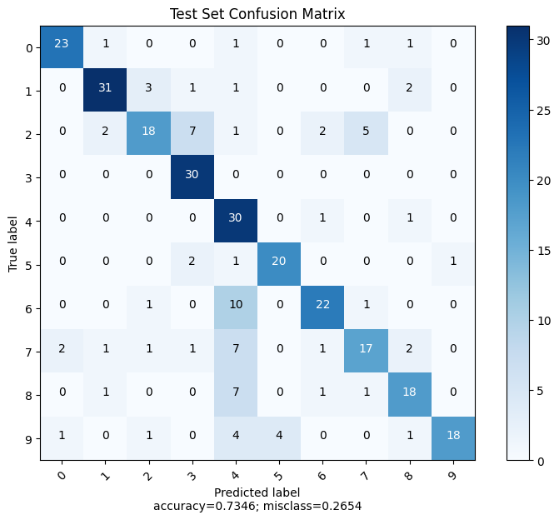 Test Set Confusion Matrix
0 23 1 0 0 1 0 0 1 1 0
1 0 31 3 1 1 0 0 0 2 0
2 0 2 18 7 1 0 2 5 0 0
3 0 0 0 30 0 0 0 0 0 0
4 0 0 0 0 30 0 1 0 1 0
5 0 0 0 2 1 20 0 0 0 1
6 0 0 1 0 10 0 22 1 0 0
7 2 1 1 1 7 0 1 17 2 0
8 0 1 0 0 7 0 1 1 18 0
9 1 0 1 0 4 4 0 0 1 18
0 1 2 3 4 5 6 7 8 9
True label
Predicted label
accuracy=0.7346; misclass=0.2654
30
25
20
15
10
5
0